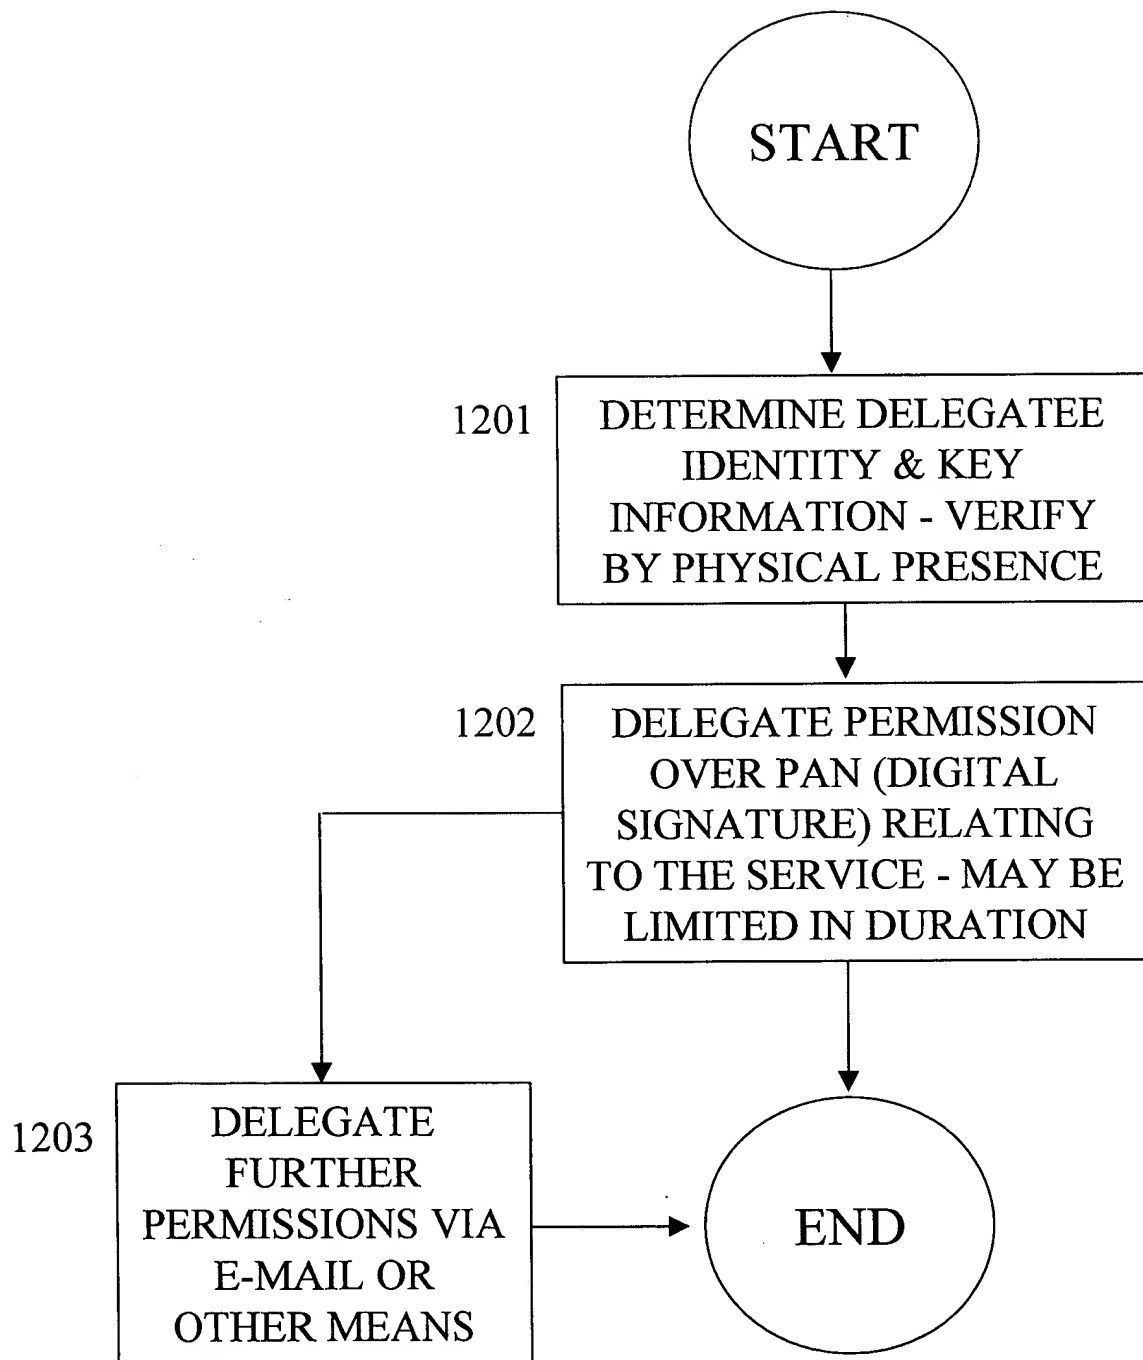 START
1201
DETERMINE DELEGATEE
IDENTITY & KEY
INFORMATION - VERIFY
BY PHYSICAL PRESENCE
1202
DELEGATE PERMISSION
OVER PAN (DIGITAL
SIGNATURE) RELATING
TO THE SERVICE - MAY BE
LIMITED IN DURATION
1203
DELEGATE
FURTHER
PERMISSIONS VIA
E-MAIL OR
OTHER MEANS
END